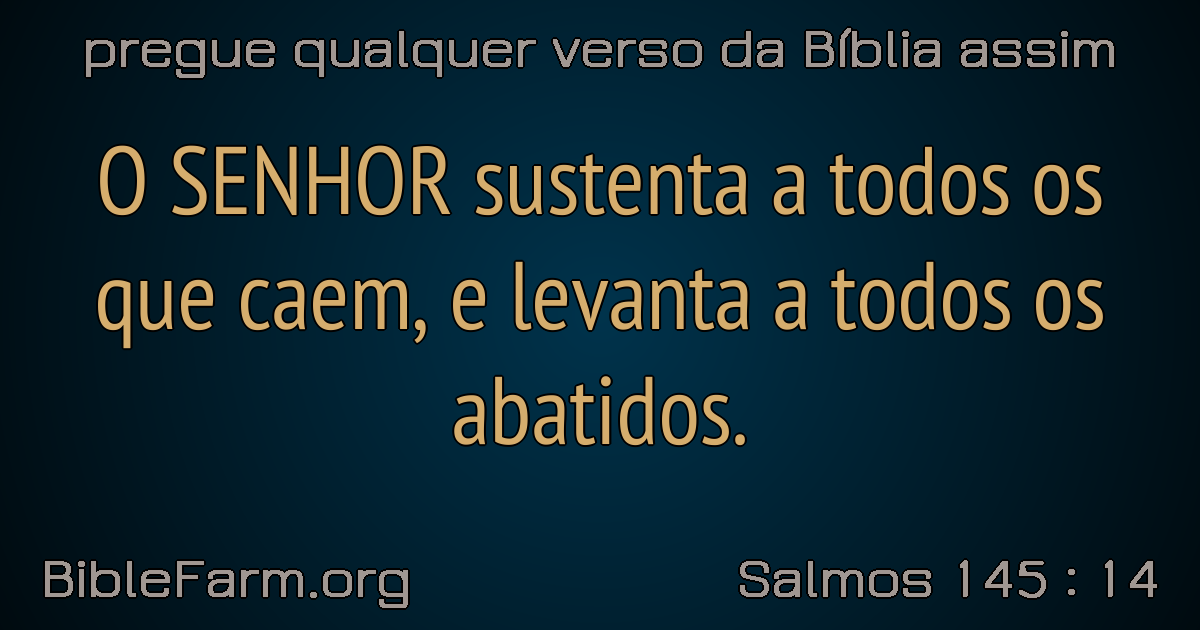 pregue qualquer verso da Bíblia assim
O SENHOR sustenta a todos os
que caem, e levanta a todos os
abatidos.
BibleFarm.org
Salmos 145 : 14